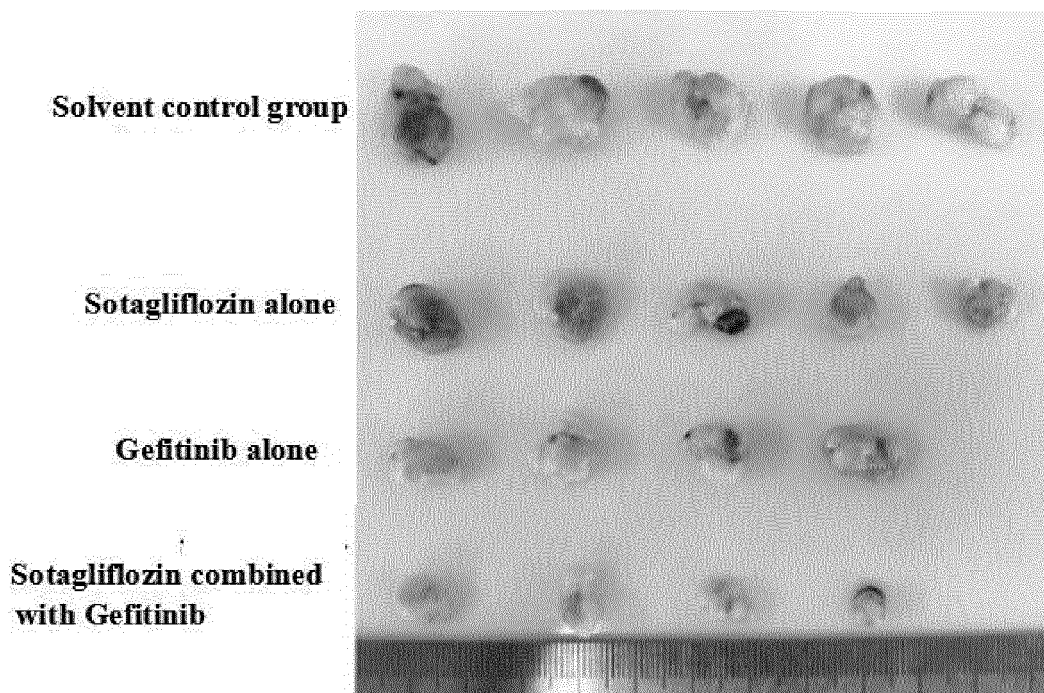 Solvent control group
Sotagliflozin alone
Gefitinib alone
Sotagliflozin combined
with Gefitinib